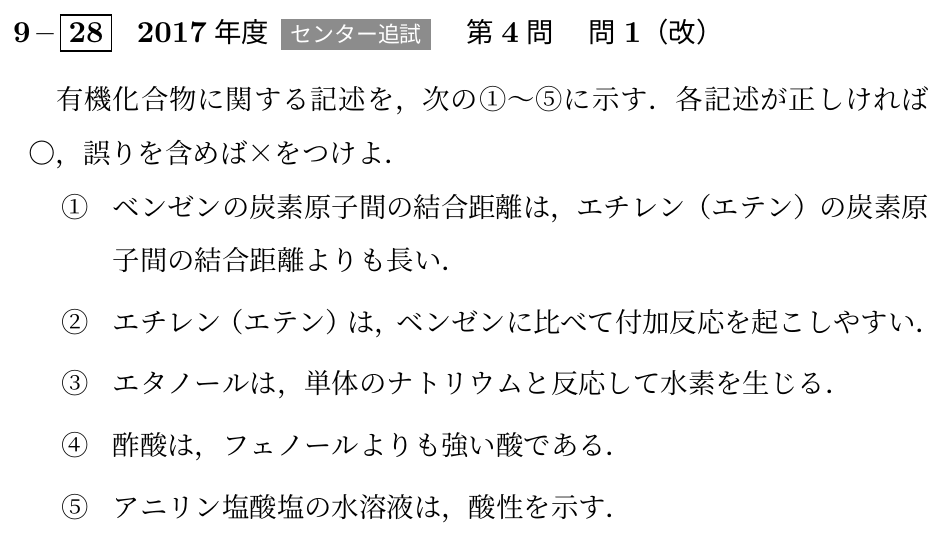 9−28 2017 年度 センター追試 第 4 問 問 1（改）
有機化合物に関する記述を，次の①～⑤に示す．各記述が正しければ
○，誤りを含めば×をつけよ．
① ベンゼンの炭素原子間の結合距離は，エチレン（エテン）の炭素原
子間の結合距離よりも長い．
② エチレン（エテン）は，ベンゼンに比べて付加反応を起こしやすい．
③ エタノールは，単体のナトリウムと反応して水素を生じる．
④ 酢酸は，フェノールよりも強い酸である．
⑤ アニリン塩酸塩の水溶液は，酸性を示す．